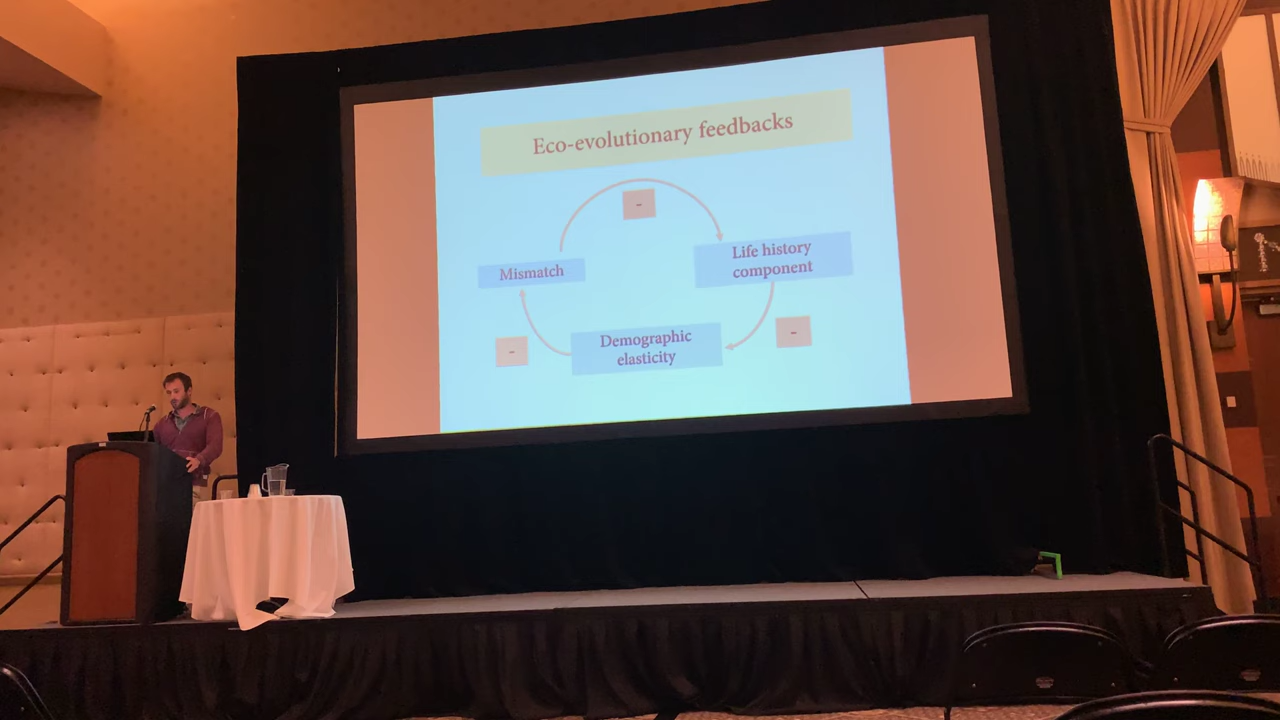 Eco-evolutionary feedbacks
-
Mismatch
Life history
component
-
Demographic
elasticity
-